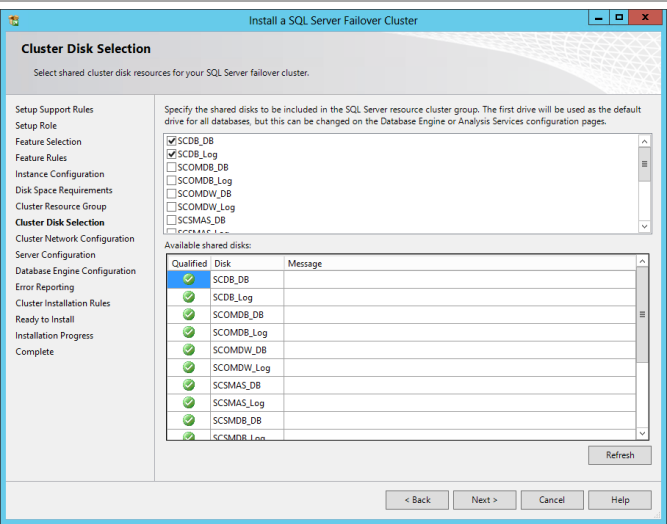 Install a SQL Server Failover Cluster
Cluster Disk Selection
Select shared cluster disk resources for your SQL Server failover cluster.
Setup Support Rules
Setup Role
Feature Selection
Feature Rules
Instance Configuration
Disk Space Requirements
Cluster Resource Group
Cluster Disk Selection
Cluster Network Configuration
Server Configuration
Database Engine Configuration
Error Reporting
Cluster Installation Rules
Ready to Install
Installation Progress
Complete
Specify the shared disks to be included in the SQL Server resource cluster group. The first drive will be used as the default
drive for all databases, but this can be changed on the Database Engine or Analysis Services configuration pages.
SCDB_DB
SCDB_Log
SCOMDB_DB
SCOMDB_Log
SCOMDW_DB
SCOMDW_Log
SCSMAS_DB
SCSMAS_Log
Available shared disks:
Qualified Disk Message
SCDB_DB
SCDB_Log
SCOMDB_DB
SCOMDB_Log
SCOMDW_DB
SCOMDW_Log
SCSMAS_DB
SCSMAS_Log
SCSMDB_DB
SCSMDB_Log
Refresh
< Back Next > Cancel Help